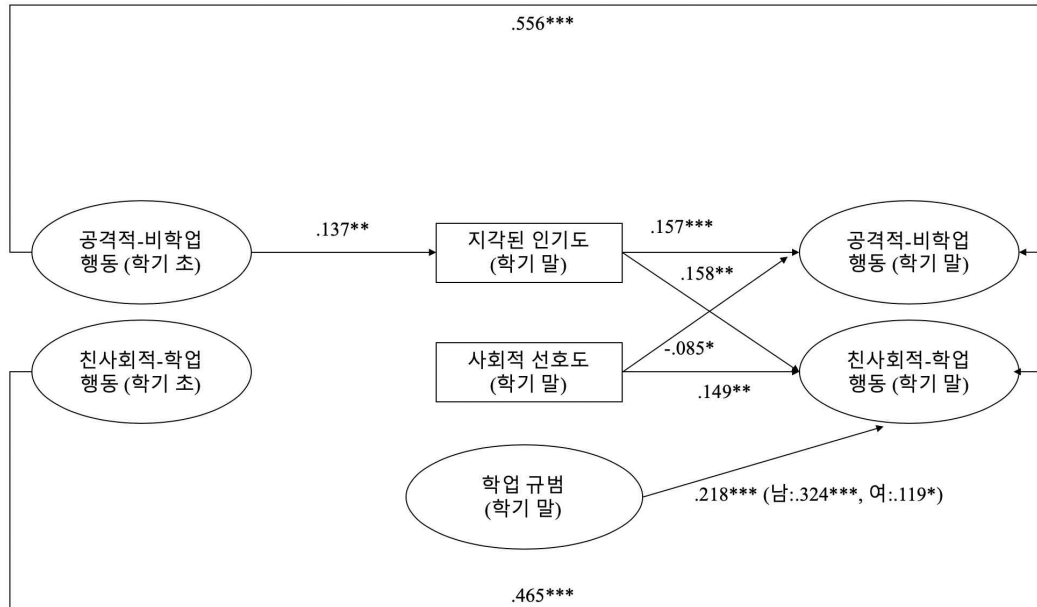 .556***
공격적-비학업
행동 (학기 초)
.137**
지각된 인기도
(학기 말)
.157***
.158**
공격적-비학업
행동 (학기 말)
친사회적-학업
행동 (학기 초)
사회적 선호도
(학기 말)
-.085*
.149**
친사회적-학업
행동 (학기 말)
학업 규범
(학기 말)
.218*** (남:.324***, 여:.119*)
.465***